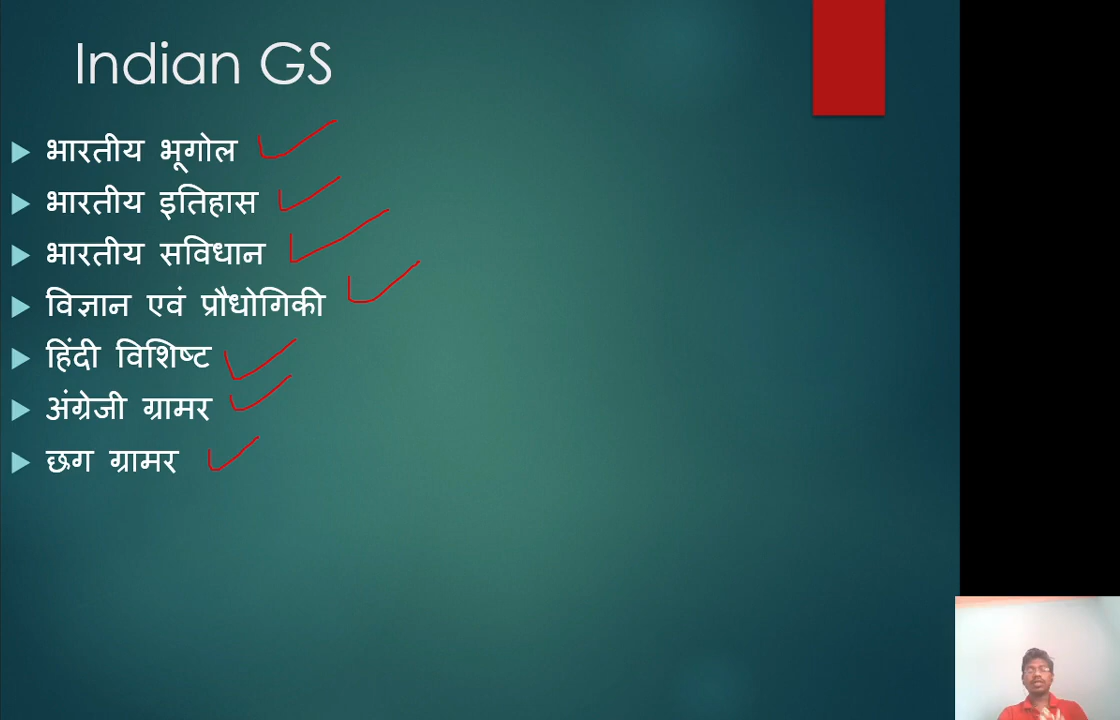 Indian GS
भारतीय भूगोल
भारतीय इतिहास
भारतीय सविधान
विज्ञान एवं प्रौधोगिकी
हिंदी विशिष्ट
अंग्रेजी ग्रामर
छग ग्रामर